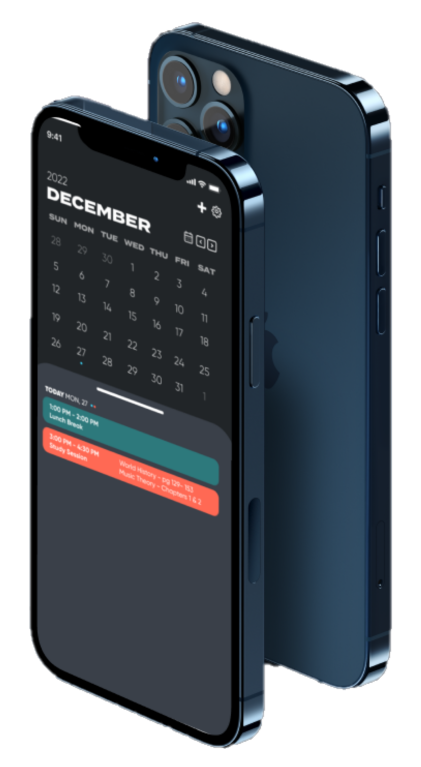 9:41
2022
DECEMBER
SUN MON TUE WED THU FRI SAT
28 29 30 1 2 3 4
5 6 7 8 9 10 11
12 13 14 15 16 17 18
19 20 21 22 23 24 25
26 27 28 29 30 31 1
TODAY MON, 27
1:00 PM - 2:00 PM
Lunch Break
3:00 PM - 4:30 PM
Study Session
World History - pg 129- 193
Music Theory - Chapters 1 & 2